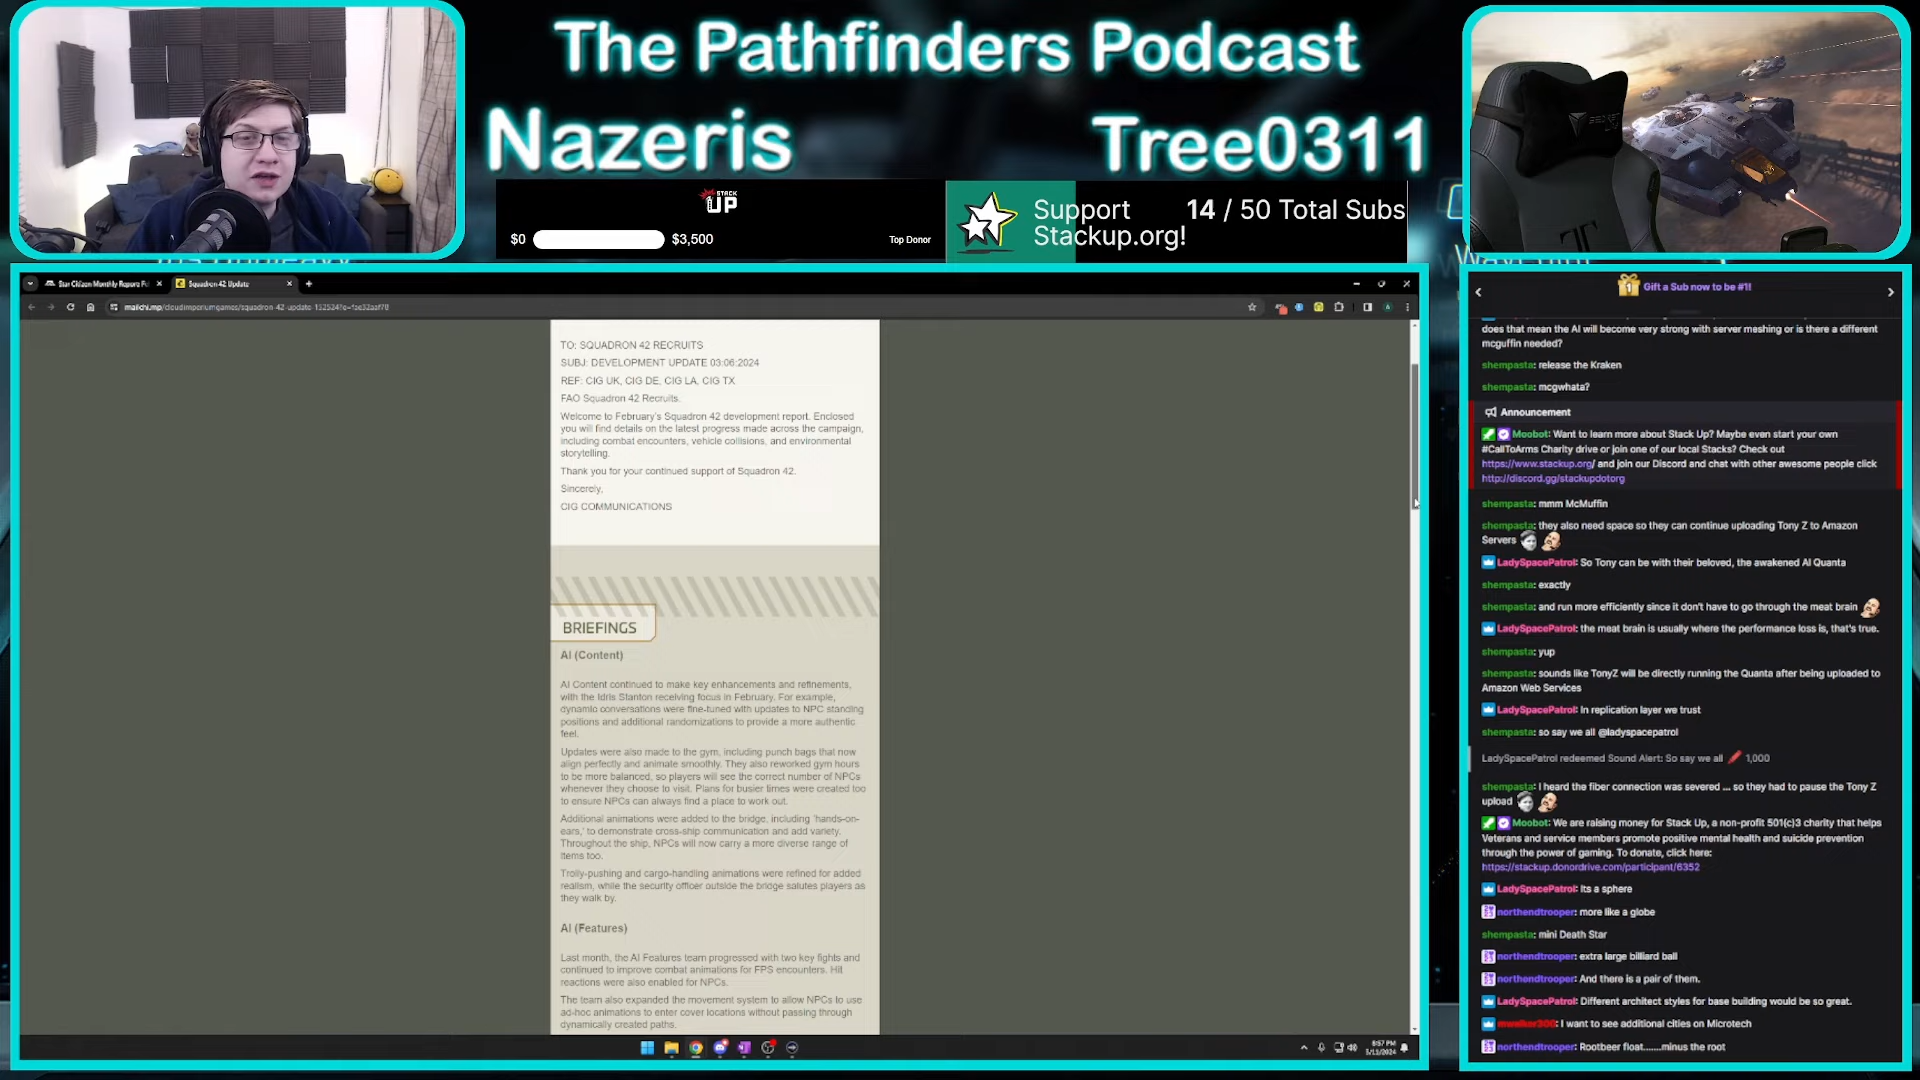 The Pathfinders Podcast
Nazeris
Tree0311
STACK
UP
$0
$3,500
Top Donor
Support
Stackup.org!
14 / 50 Total Subs
Star Citizen Monthly Report
Squadron 42 Update
TO: SQUADRON 42 RECRUITS
SUBJ: DEVELOPMENT UPDATE 03:06:2024
REF: CIG UK, CIG DE, CIG LA, CIG TX
FAO Squadron 42 Recruits.
Welcome to February's Squadron 42 development report. Enclosed
you will find details on the latest progress made across the campaign,
including combat encounters, vehicle collisions, and environmental
storytelling.
Thank you for your continued support of Squadron 42.
Sincerely,
CIG COMMUNICATIONS
BRIEFINGS
AI (Content)
AI Content continued to make key enhancements and refinements,
with the Idris Stanton receiving focus in February. For example,
dynamic conversations were fine-tuned with updates to NPC standing
positions and additional randomizations to provide a more authentic
feel.
Updates were also made to the gym, including punch bags that now
align perfectly and animate smoothly. They also reworked gym hours
to be more balanced, so players will see the correct number of NPCs
whenever they choose to visit. Plans for busier times were created too
to ensure NPCs can always find a place to work out.
Additional animations were added to the bridge, including 'hands-on-
ears,' to demonstrate cross-ship communication and add variety.
Throughout the ship, NPCs will now carry a more diverse range of
items too.
Trolly-pushing and cargo-handling animations were refined for added
realism, while the security officer outside the bridge salutes players as
they walk by.
AI (Features)
Last month, the AI Features team progressed with two key fights and
continued to improve combat animations for FPS encounters. Hit
reactions were also enabled for NPCs.
The team also expanded the movement system to allow NPCs to use
ad-hoc animations to enter cover locations without passing through
dynamically created paths.
8:57 PM
3/13/2024
Gift a Sub now to be #1!
does that mean the AI will become very strong with server meshing or is there a different
mcguffin needed?
shempasta: release the Kraken
shempasta: mcgwhata?
Announcement
Moobot: Want to learn more about Stack Up? Maybe even start your own
#CallToArms Charity drive or join one of our local Stacks? Check out
https://www.stackup.org/ and join our Discord and chat with other awesome people click
http://discord.gg/stackupdotorg
shempasta: mmm McMuffin
shempasta: they also need space so they can continue uploading Tony Z to Amazon
Servers
LadySpacePatrol: So Tony can be with their beloved, the awakened AI Quanta
shempasta: exactly
shempasta: and run more efficiently since it don't have to go through the meat brain
LadySpacePatrol: the meat brain is usually where the performance loss is, that's true.
shempasta: yup
shempasta: sounds like TonyZ will be directly running the Quanta after being uploaded to
Amazon Web Services
LadySpacePatrol: In replication layer we trust
shempasta: so say we all @ladyspacepatrol
LadySpacePatrol redeemed Sound Alert: So say we all 1,000
shempasta: I heard the fiber connection was severed ... so they had to pause the Tony Z
upload
Moobot: We are raising money for Stack Up, a non-profit 501(c)3 charity that helps
Veterans and service members promote positive mental health and suicide prevention
through the power of gaming. To donate, click here:
https://stackup.donordrive.com/participant/6352
LadySpacePatrol: Its a sphere
northendtrooper: more like a globe
shempasta: mini Death Star
northendtrooper: extra large billiard ball
northendtrooper: And there is a pair of them.
LadySpacePatrol: Different architect styles for base building would be so great.
I want to see additional cities on Microtech
northendtrooper: Rootbeer float.......minus the root